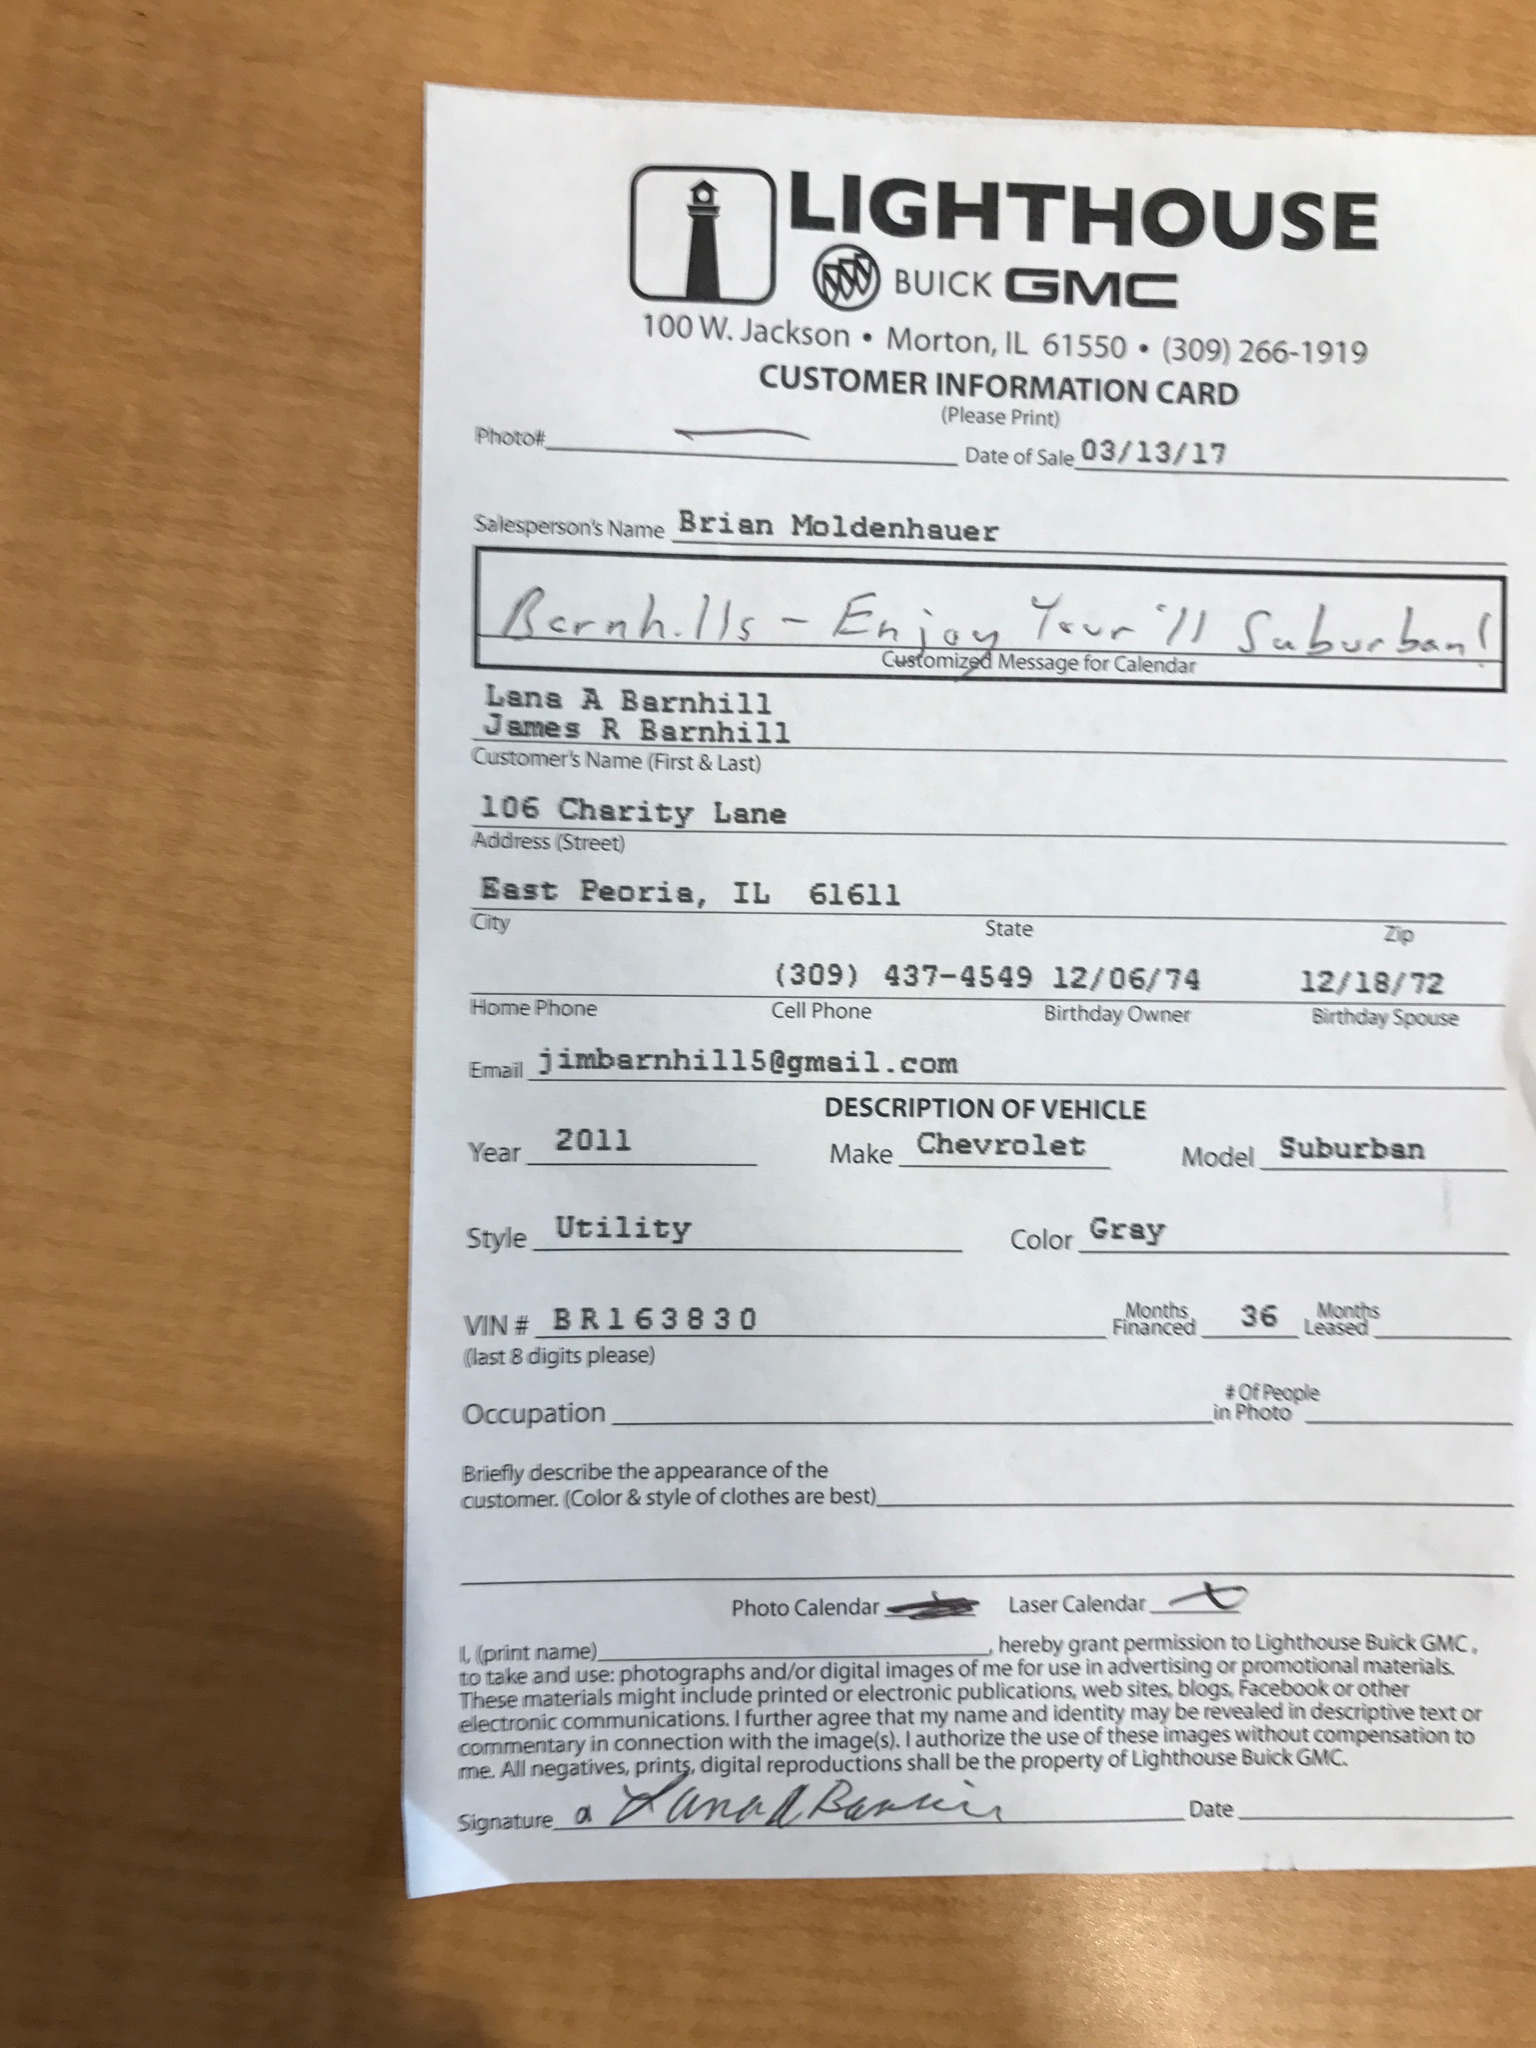 LIGHTHOUSE
BUICK GMC
100 W. Jackson • Morton, IL 61550 • (309) 266-1919
CUSTOMER INFORMATION CARD
(Please Print)
Photo# Date of Sale 03/13/17
Salesperson's Name Brian Moldenhauer
Barnhills - Enjoy Your '11 Suburban!
Customized Message for Calendar
Lana A Barnhill
James R Barnhill
Customer's Name (First & Last)
106 Charity Lane
Address (Street)
East Peoria, IL 61611
City State Zip
(309) 437-4549 12/06/74 12/18/72
Home Phone Cell Phone Birthday Owner Birthday Spouse
Email jimbarnhill5@gmail.com
DESCRIPTION OF VEHICLE
Year 2011 Make Chevrolet Model Suburban
Style Utility Color Gray
VIN # BR163830 Months Financed 36 Months Leased
(last 8 digits please)
Occupation # Of People in Photo
Briefly describe the appearance of the
customer. (Color & style of clothes are best)
Photo Calendar Laser Calendar
I, (print name) , hereby grant permission to Lighthouse Buick GMC,
to take and use: photographs and/or digital images of me for use in advertising or promotional materials.
These materials might include printed or electronic publications, web sites, blogs, Facebook or other
electronic communications. I further agree that my name and identity may be revealed in descriptive text or
commentary in connection with the image(s). I authorize the use of these images without compensation to
me. All negatives, prints, digital reproductions shall be the property of Lighthouse Buick GMC.
Signature Lana A Date